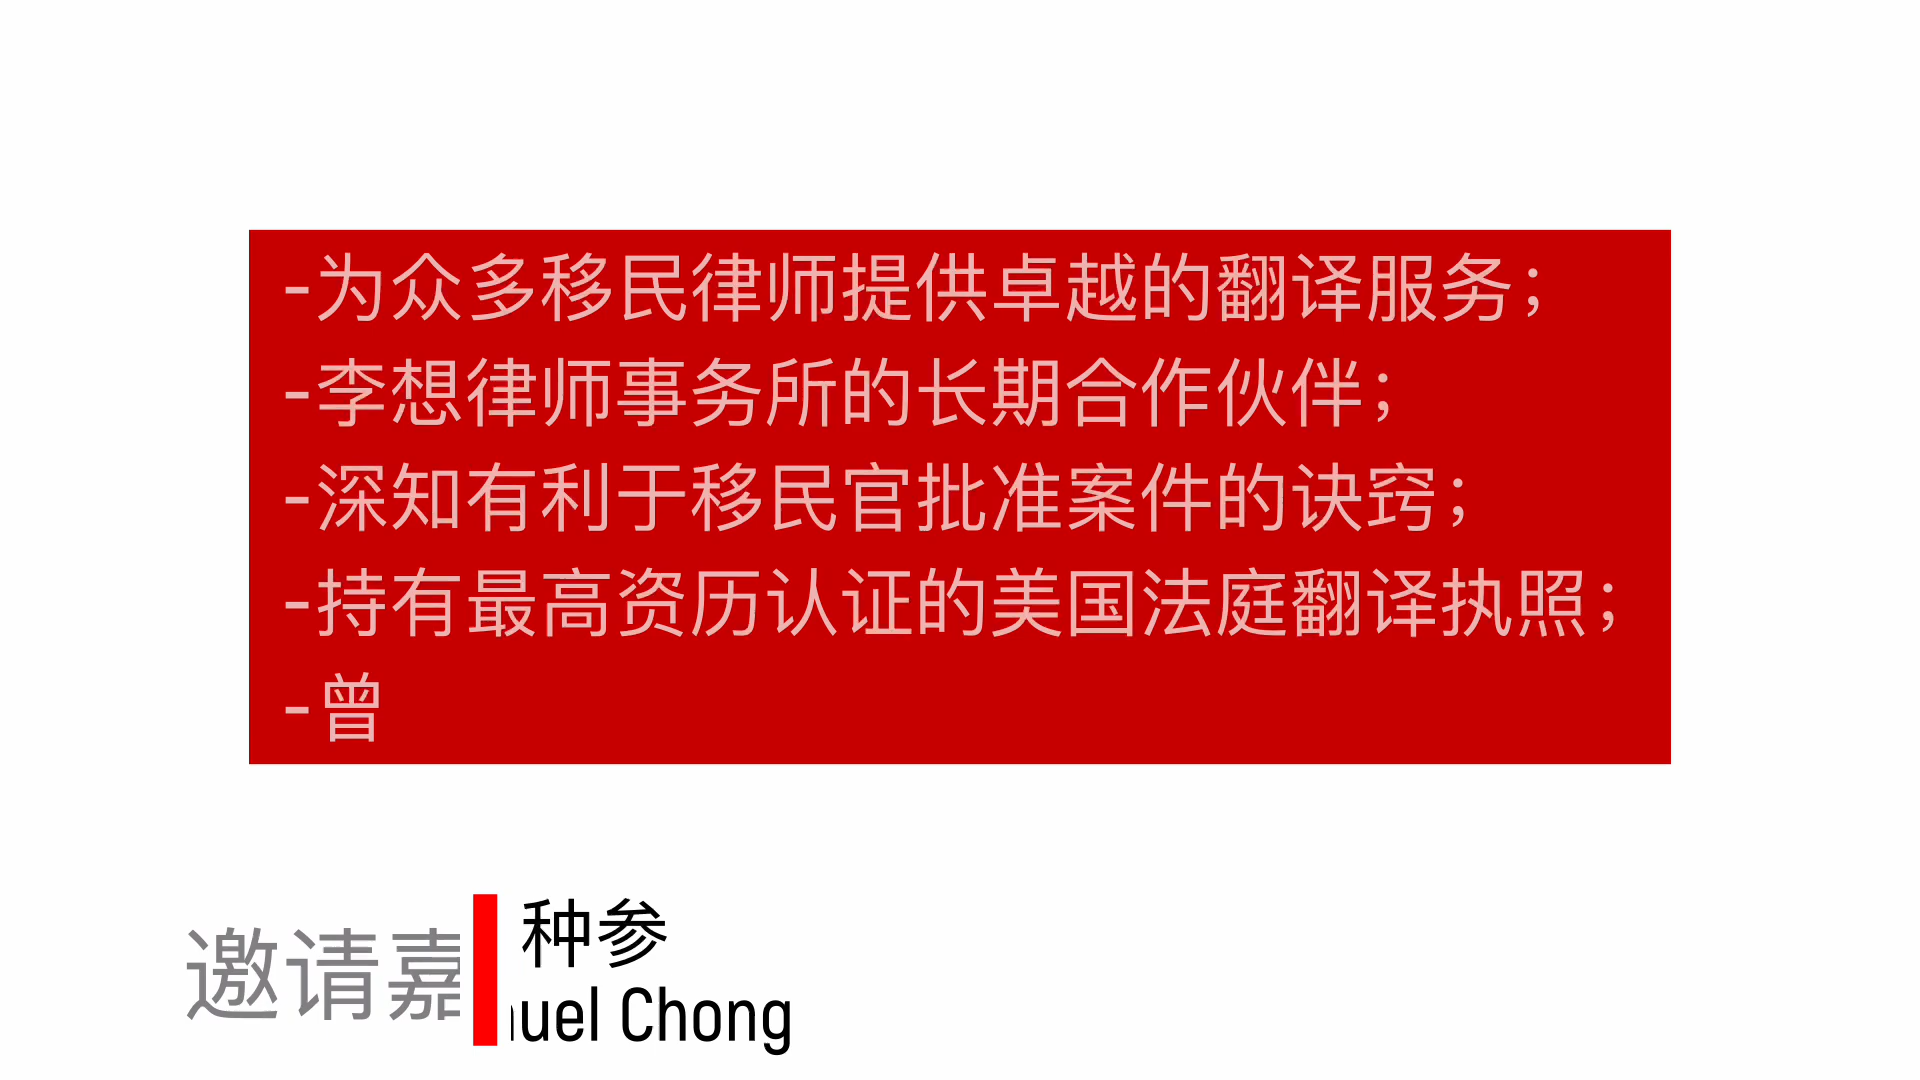 -为众多移民律师提供卓越的翻译服务；
-李想律师事务所的长期合作伙伴；
-深知有利于移民官批准案件的诀窍；
-持有最高资历认证的美国法庭翻译执照；
-曾
邀请嘉
种参
uel Chong